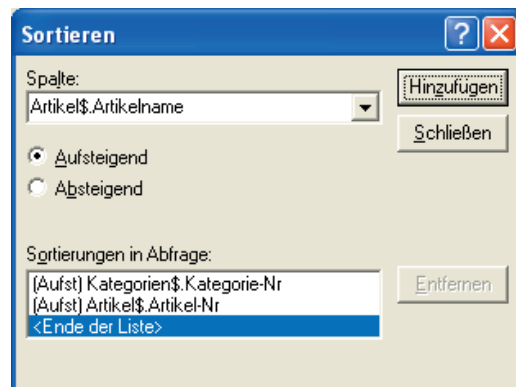 Sortieren
Spalte:
Artikel$.Artikelname
Hinzufügen
Schließen
Aufsteigend
Absteigend
Sortierungen in Abfrage:
(Aufst) Kategorien$.Kategorie-Nr
(Aufst) Artikel$.Artikel-Nr
<Ende der Liste>
Entfernen